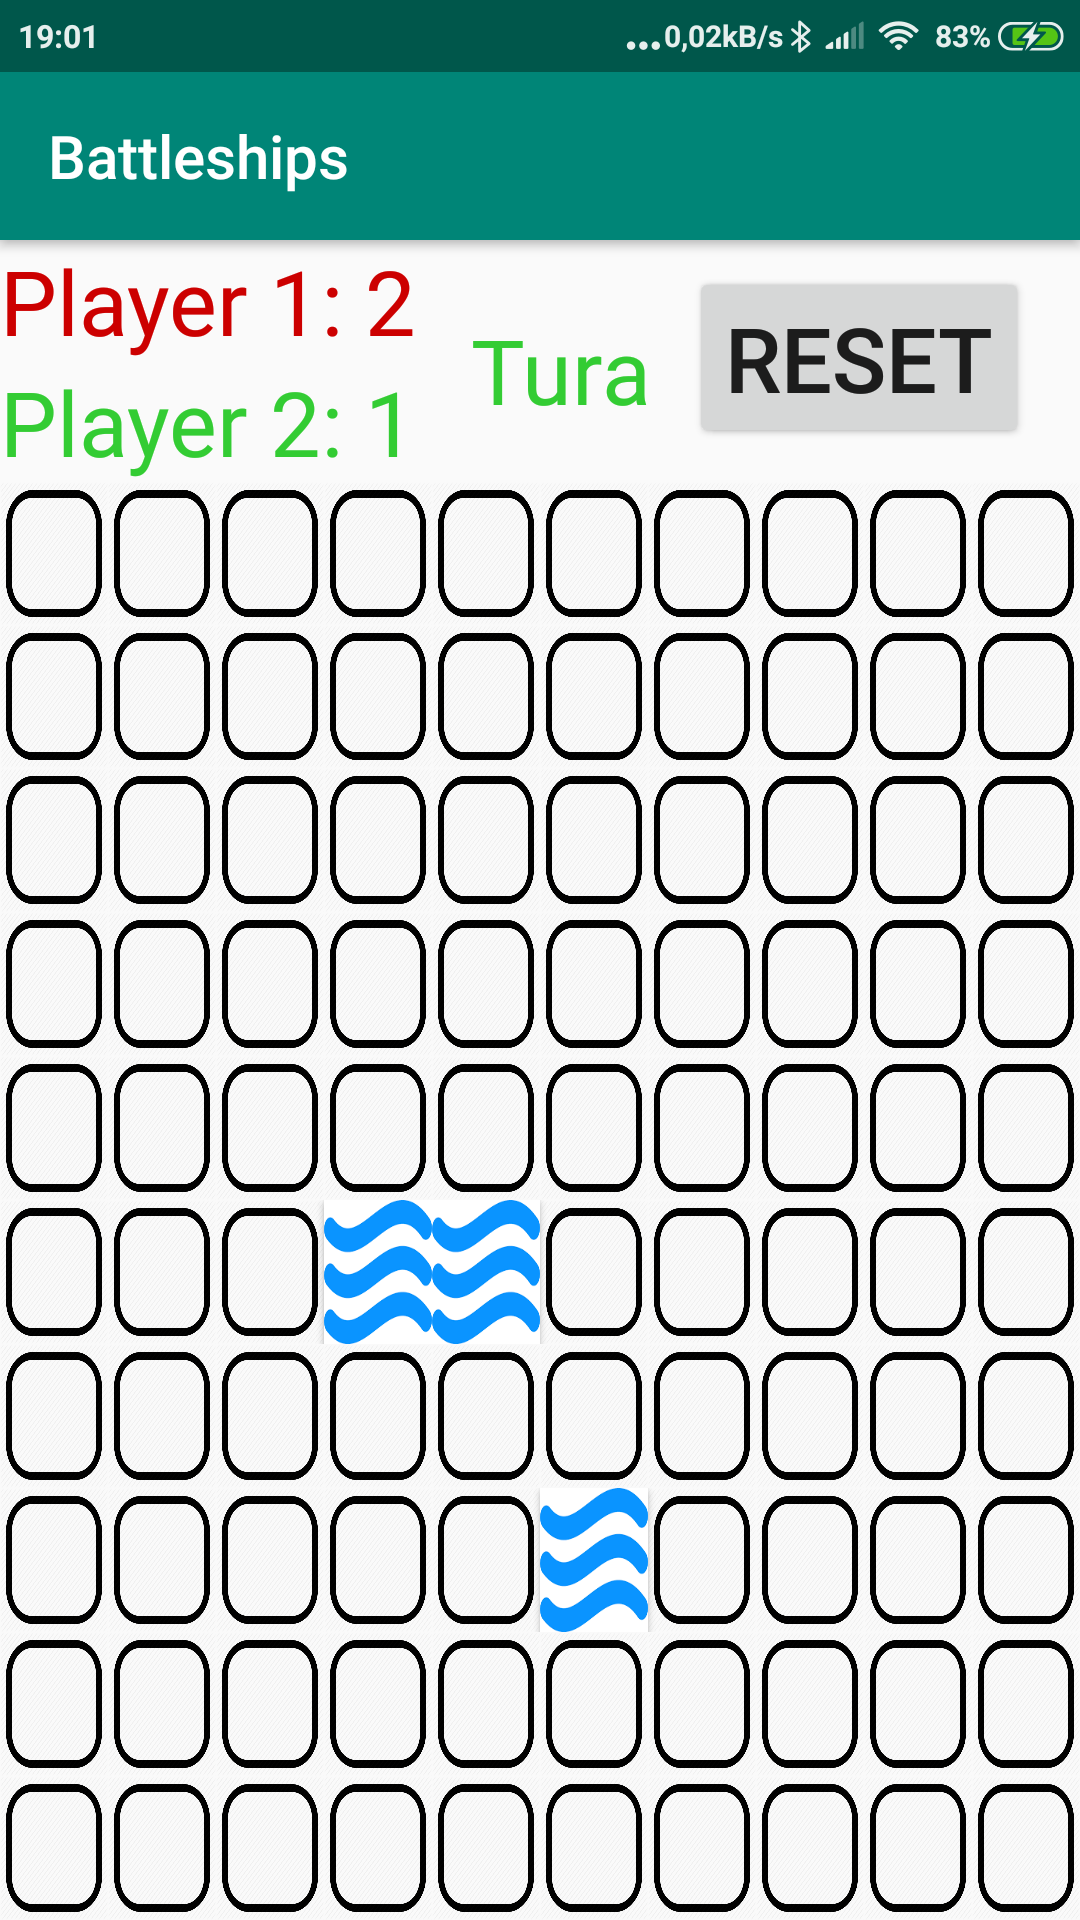 19:01 ...0,02kB/s 83%
Battleships
Player 1: 2
Tura
RESET
Player 2: 1